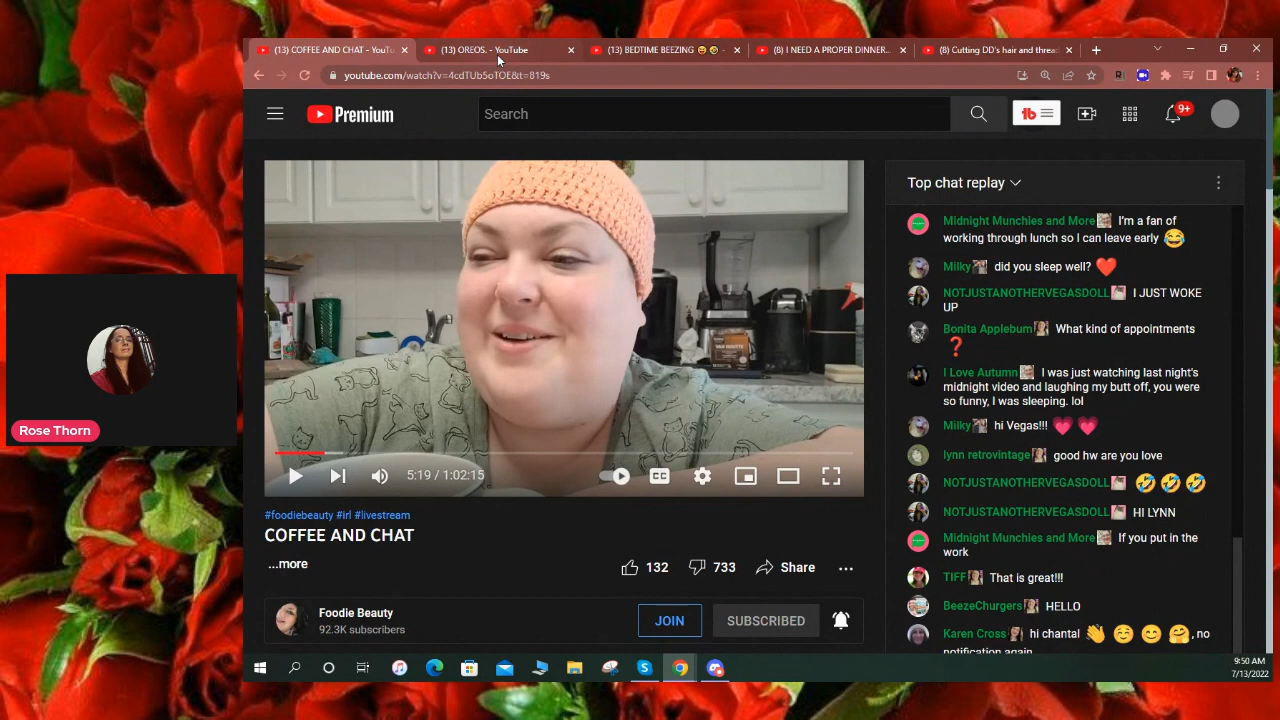 (13) COFFEE AND CHAT - YouTu
(13) OREOS. - YouTube
(13) BEDTIME BEEZING 😝 🤪 -
(8) I NEED A PROPER DINNER..
(8) Cutting DD's hair and threa
youtube.com/watch?v=4cdTUb5oTOE&t=819s
Premium
Search
tb
9+
Top chat replay
Midnight Munchies and More I'm a fan of
working through lunch so I can leave early 😂
Milky did you sleep well? ❤️
NOTJUSTANOTHERVEGASDOLL I JUST WOKE
UP
Bonita Applebum What kind of appointments
❓
I Love Autumn I was just watching last night's
midnight video and laughing my butt off, you were
so funny, I was sleeping. lol
Milky hi Vegas!!! 💗 💗
lynn retrovintage good hw are you love
NOTJUSTANOTHERVEGASDOLL 🤣 🤣 🤣
NOTJUSTANOTHERVEGASDOLL HI LYNN
Midnight Munchies and More If you put in the
work
TIFF That is great!!!
BeezeChurgers HELLO
Karen Cross hi chantal 👋 ☺️ 😊 🤗, no
notification again
Rose Thorn
5:19 / 1:02:15
CC
#foodiebeauty #irl #livestream
COFFEE AND CHAT
...more
132
733
Share
Foodie Beauty
92.3K subscribers
JOIN
SUBSCRIBED
9:50 AM
7/13/2022